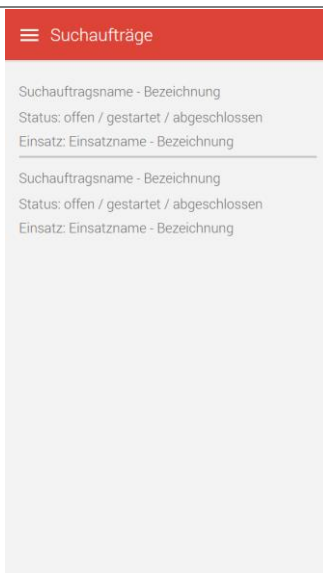 Suchaufträge
Suchauftragsname - Bezeichnung
Status: offen / gestartet / abgeschlossen
Einsatz: Einsatzname - Bezeichnung
Suchauftragsname - Bezeichnung
Status: offen / gestartet / abgeschlossen
Einsatz: Einsatzname - Bezeichnung